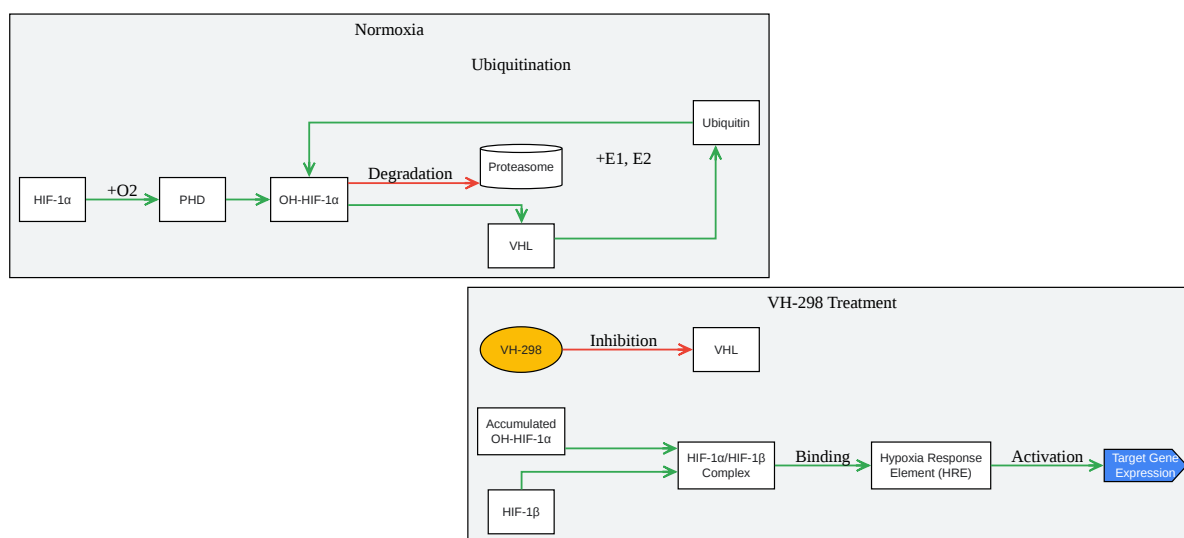 Normoxia
Ubiquitination
Ubiquitin
Proteasome
+E1, E2
Degradation
HIF-1α
+O2
PHD
OH-HIF-1α
VHL
VH-298 Treatment
VH-298
Inhibition
VHL
Accumulated
OH-HIF-1α
HIF-1α/HIF-1β
Complex
Binding
Hypoxia Response
Element (HRE)
Activation
Target Gene
Expression
HIF-1β